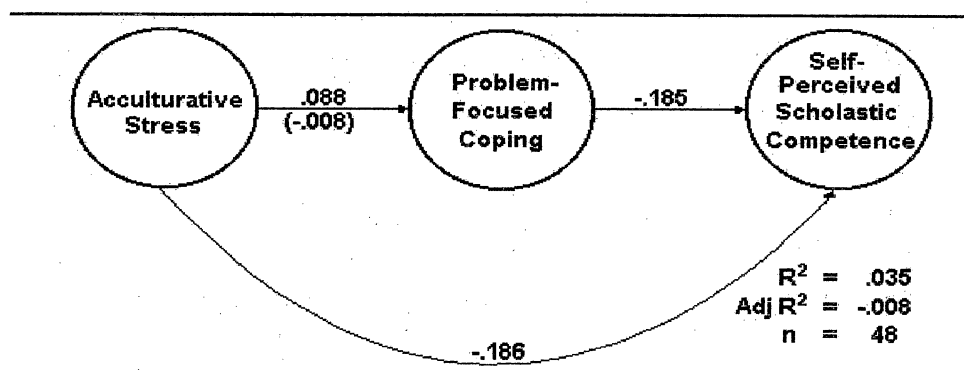 Acculturative
Stress
.088
(-.008)
Problem-
Focused
Coping
-.185
Self-
Perceived
Scholastic
Competence
-.186
R² = .035
Adj R² = -.008
n = 48